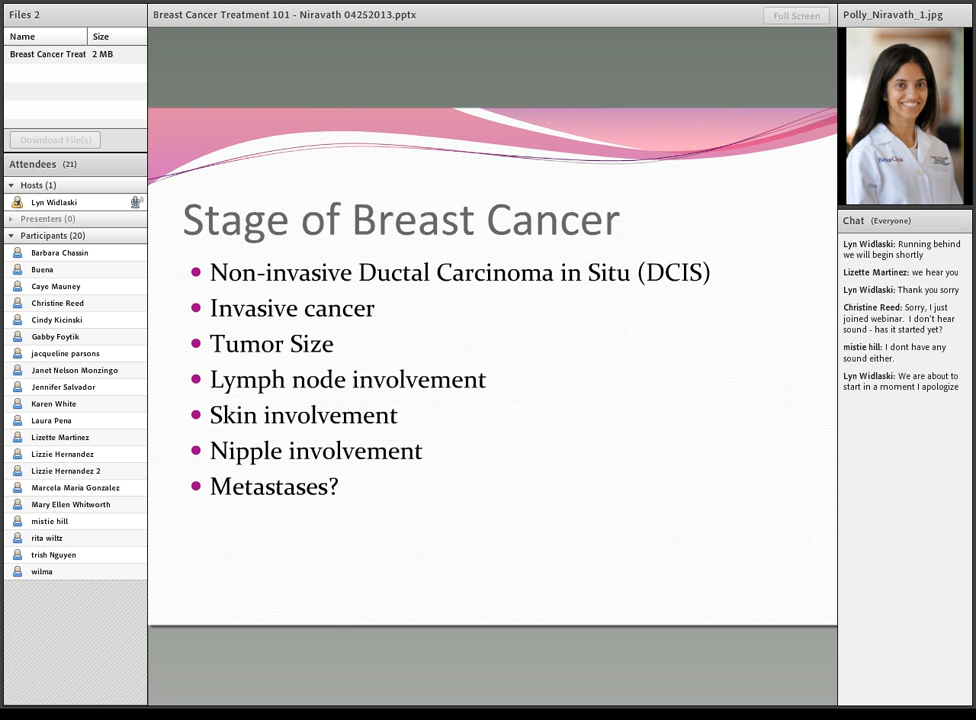 Files 2
Name Size
Breast Cancer Treat 2 MB
Download File(s)
Attendees (21)
Hosts (1)
Lyn Widlaski
Presenters (0)
Participants (20)
Barbara Chassin
Buena
Caye Mauney
Christine Reed
Cindy Kicinski
Gabby Foytik
jacqueline parsons
Janet Nelson Monzingo
Jennifer Salvador
Karen White
Laura Pena
Lizette Martinez
Lizzie Hernandez
Lizzie Hernandez 2
Marcela Maria Gonzalez
Mary Ellen Whitworth
mistie hill
rita wiltz
trish Nguyen
wilma
Breast Cancer Treatment 101 - Niravath 04252013.pptx
Full Screen
Stage of Breast Cancer
Non-invasive Ductal Carcinoma in Situ (DCIS)
Invasive cancer
Tumor Size
Lymph node involvement
Skin involvement
Nipple involvement
Metastases?
Polly_Niravath_1.jpg
Chat (Everyone)
Lyn Widlaski: Running behind
we will begin shortly
Lizette Martinez: we hear you
Lyn Widlaski: Thank you sorry
Christine Reed: Sorry, I just
joined webinar. I don't hear
sound - has it started yet?
mistie hill: I dont have any
sound either.
Lyn Widlaski: We are about to
start in a moment I apologize